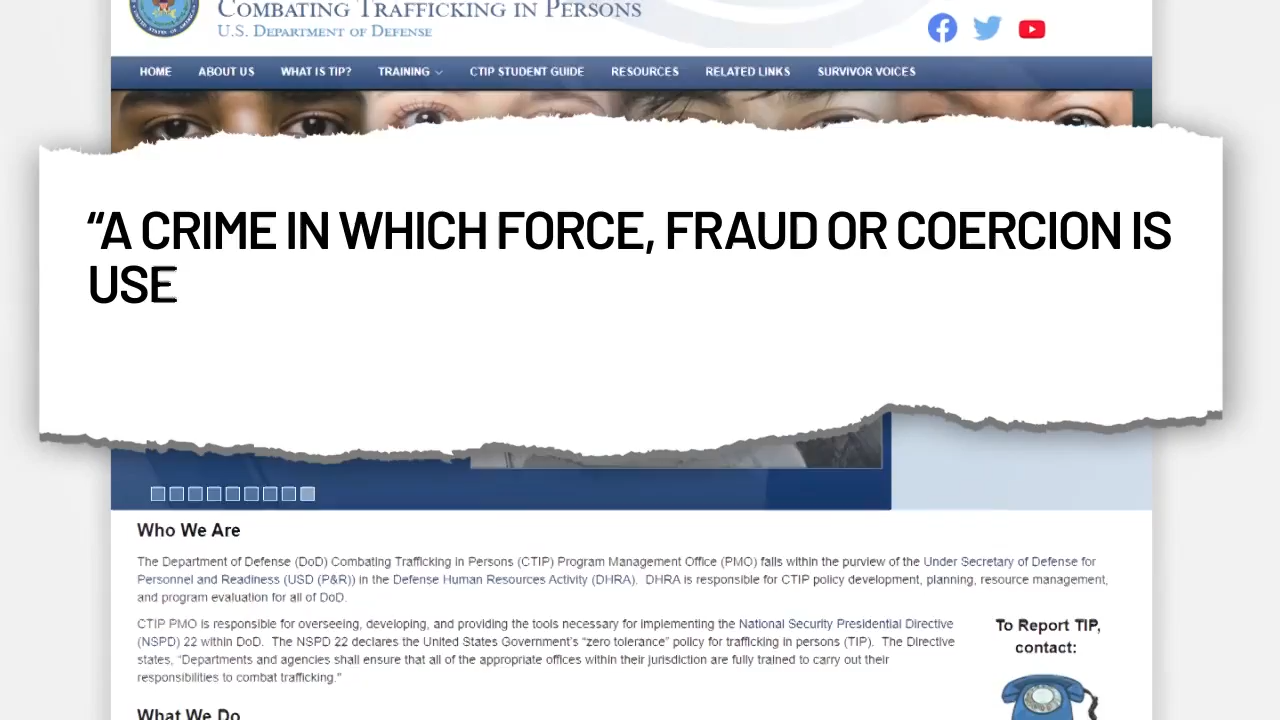 COMBATING TRAFFICKING IN PERSONS
U.S. DEPARTMENT OF DEFENSE
HOME ABOUT US WHAT IS TIP? TRAINING CTIP STUDENT GUIDE RESOURCES RELATED LINKS SURVIVOR VOICES
“A CRIME IN WHICH FORCE, FRAUD OR COERCION IS
USE
Who We Are
The Department of Defense (DoD) Combating Trafficking in Persons (CTIP) Program Management Office (PMO) falls within the purview of the Under Secretary of Defense for
Personnel and Readiness (USD (P&R)) in the Defense Human Resources Activity (DHRA). DHRA is responsible for CTIP policy development, planning, resource management,
and program evaluation for all of DoD.
CTIP PMO is responsible for overseeing, developing, and providing the tools necessary for implementing the National Security Presidential Directive
(NSPD) 22 within DoD. The NSPD 22 declares the United States Government's “zero tolerance” policy for trafficking in persons (TIP). The Directive
states, “Departments and agencies shall ensure that all of the appropriate offices within their jurisdiction are fully trained to carry out their
responsibilities to combat trafficking.”
To Report TIP,
contact:
What We Do